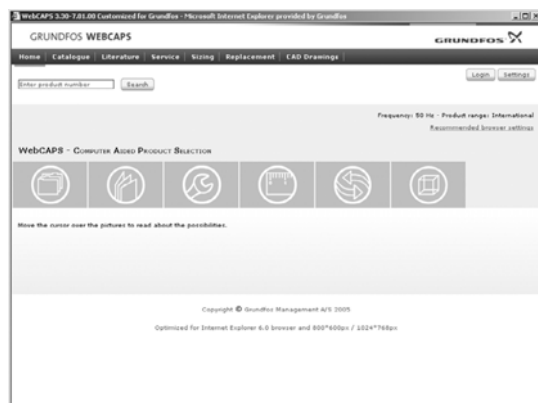 WebCAPS 3.30-7.01.00 Customized for Grundfos - Microsoft Internet Explorer provided by Grundfos
GRUNDFOS WEBCAPS
GRUNDFOS
Home Catalogue Literature Service Sizing Replacement CAD Drawings
Login Settings
Enter product number Search
Frequency: 50 Hz - Product range: International
Recommended browser settings
WebCAPS - Computer Aided Product Selection
Move the cursor over the pictures to read about the possibilities.
Copyright © Grundfos Management A/S 2005
Optimized for Internet Explorer 6.0 browser and 800*600px / 1024*768px